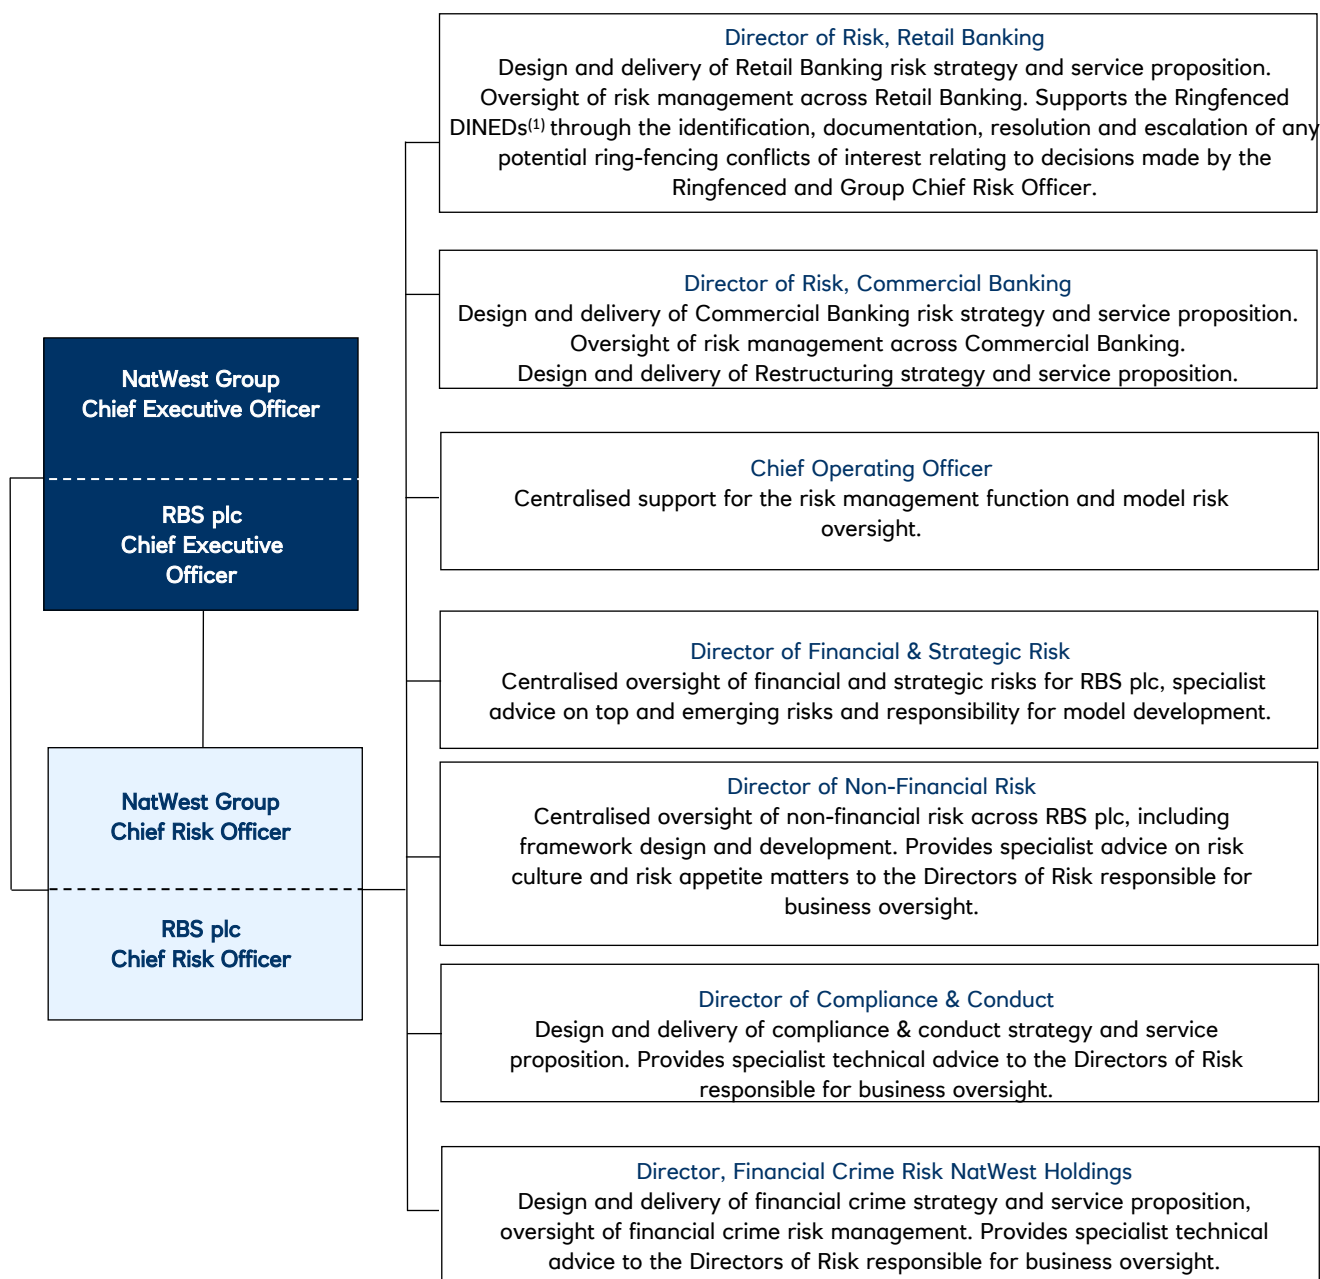 Director of Risk, Retail Banking
Design and delivery of Retail Banking risk strategy and service proposition.
Oversight of risk management across Retail Banking. Supports the Ringfenced
DINEDs(1) through the identification, documentation, resolution and escalation of any
potential ring-fencing conflicts of interest relating to decisions made by the
Ringfenced and Group Chief Risk Officer.
Director of Risk, Commercial Banking
Design and delivery of Commercial Banking risk strategy and service proposition.
Oversight of risk management across Commercial Banking.
Design and delivery of Restructuring strategy and service proposition.
NatWest Group
Chief Executive Officer
RBS plc
Chief Executive
Officer
Chief Operating Officer
Centralised support for the risk management function and model risk
oversight.
Director of Financial & Strategic Risk
Centralised oversight of financial and strategic risks for RBS plc, specialist
advice on top and emerging risks and responsibility for model development.
NatWest Group
Chief Risk Officer
RBS plc
Chief Risk Officer
Director of Non-Financial Risk
Centralised oversight of non-financial risk across RBS plc, including
framework design and development. Provides specialist advice on risk
culture and risk appetite matters to the Directors of Risk responsible for
business oversight.
Director of Compliance & Conduct
Design and delivery of compliance & conduct strategy and service
proposition. Provides specialist technical advice to the Directors of Risk
responsible for business oversight.
Director, Financial Crime Risk NatWest Holdings
Design and delivery of financial crime strategy and service proposition,
oversight of financial crime risk management. Provides specialist technical
advice to the Directors of Risk responsible for business oversight.